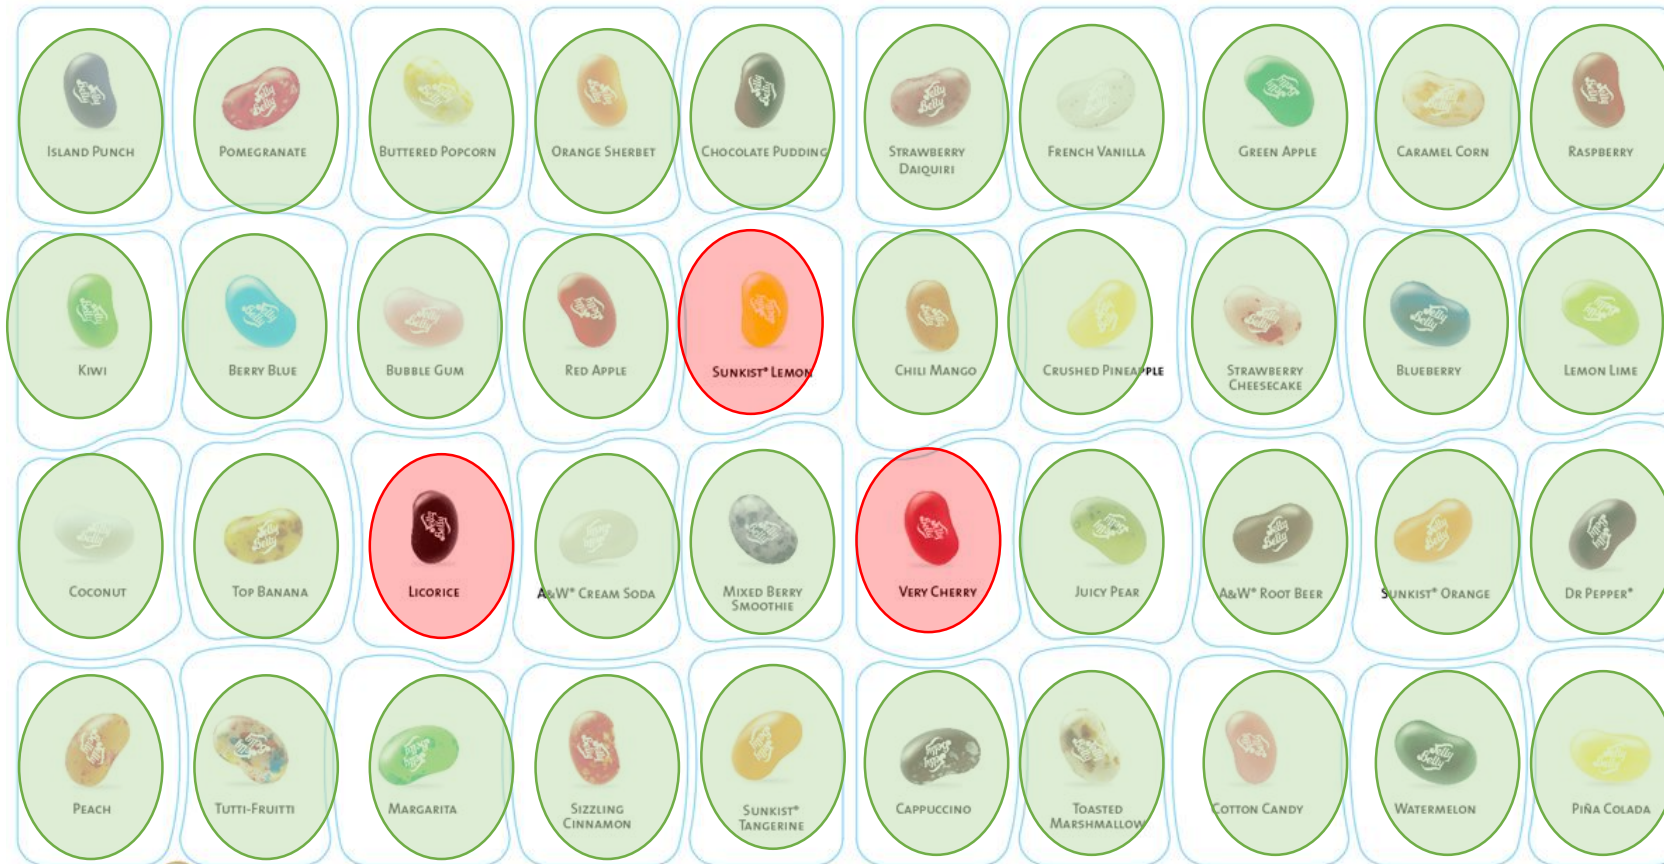 ISLAND PUNCH
POMEGRANATE
BUTTERED POPCORN
ORANGE SHERBET
CHOCOLATE PUDDING
STRAWBERRY
DAIQUIRI
FRENCH VANILLA
GREEN APPLE
CARAMEL CORN
RASPBERRY
KIWI
BERRY BLUE
BUBBLE GUM
RED APPLE
SUNKIST® LEMON
CHILI MANGO
CRUSHED PINEAPPLE
STRAWBERRY
CHEESECAKE
BLUEBERRY
LEMON LIME
COCONUT
TOP BANANA
LICORICE
A&W® CREAM SODA
MIXED BERRY
SMOOTHIE
VERY CHERRY
JUICY PEAR
A&W® ROOT BEER
SUNKIST® ORANGE
DR PEPPER®
PEACH
TUTTI-FRUITTI
MARGARITA
SIZZLING
CINNAMON
SUNKIST®
TANGERINE
CAPPUCCINO
TOASTED
MARSHMALLOW
COTTON CANDY
WATERMELON
PIÑA COLADA